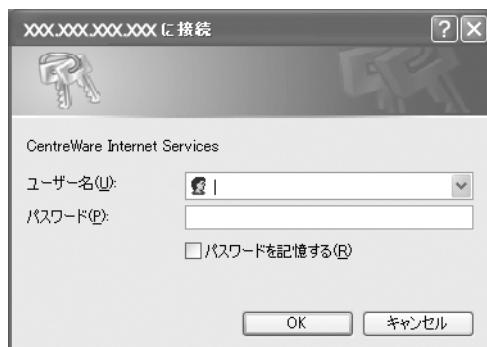 xxx.xxx.xxx.xxx に接続
CentreWare Internet Services
ユーザー名(U):
パスワード(P):
パスワードを記憶する(R)
OK キャンセル